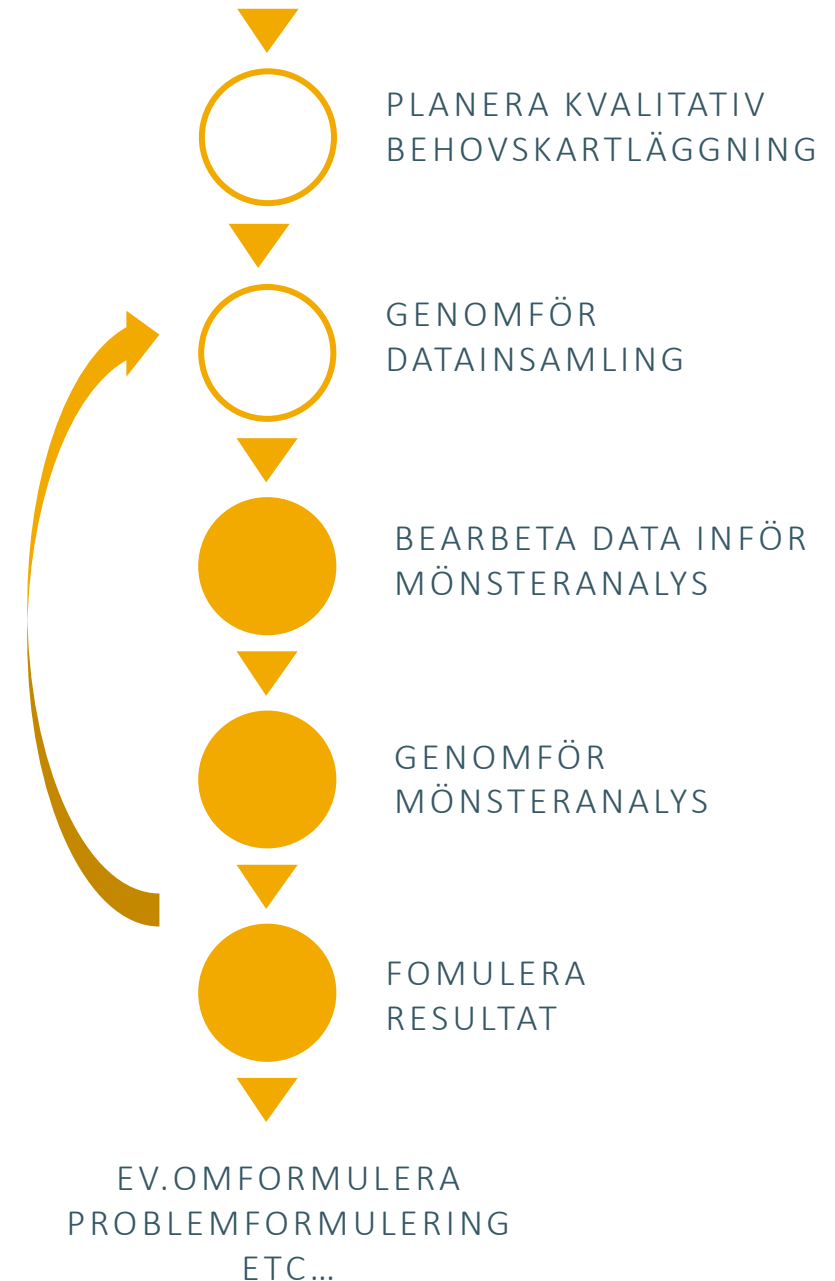 PLANERA KVALITATIV
BEHOVSKARTLÄGGNING
GENOMFÖR
DATAINSAMLING
BEARBETA DATA INFÖR
MÖNSTERANALYS
GENOMFÖR
MÖNSTERANALYS
FOMULERA
RESULTAT
EV.OMFORMULERA
PROBLEMFORMULERING
ETC…